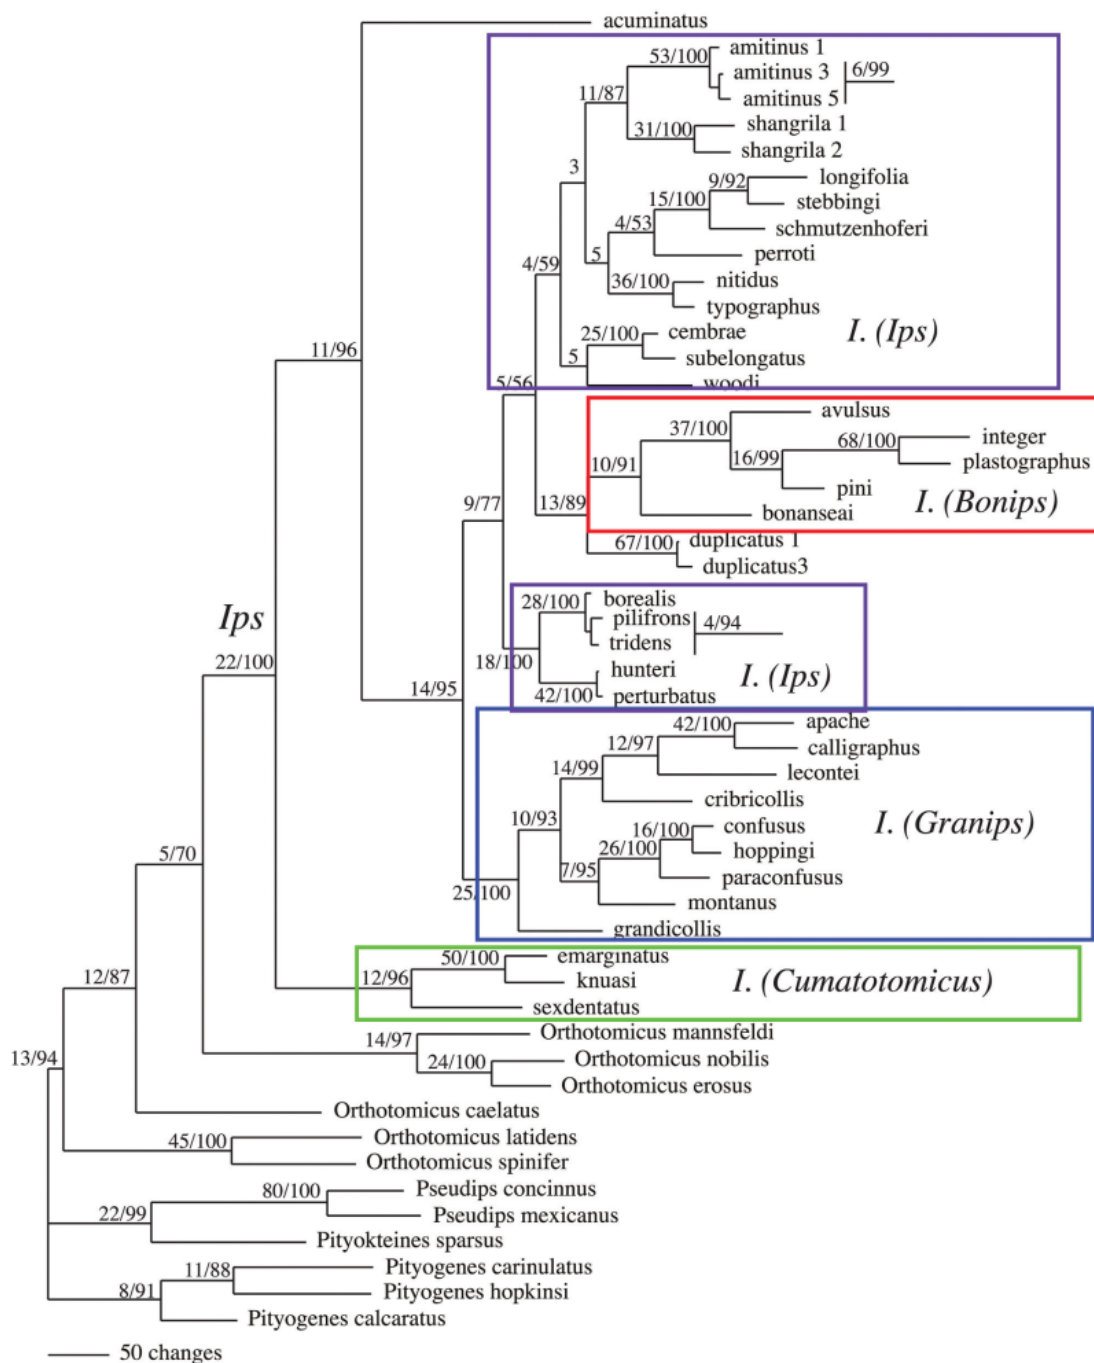 acuminatus
amitinus 1
53/100
amitinus 3
6/99
amitinus 5
11/87
shangrila 1
31/100
shangrila 2
3
longifolia
9/92
stebbingi
15/100
schmutzenhoferi
4/53
perroti
5
nitidus
36/100
typographus
4/59
I. (Ips)
cembrae
25/100
subelongatus
5
woodi
11/96
5/56
avulsus
37/100
integer
68/100
plastographus
16/99
10/91
pini
I. (Bonips)
bonanseai
9/77
13/89
duplicatus 1
67/100
duplicatus3
borealis
28/100
pilifrons
4/94
tridens
Ips
18/100
hunteri
I. (Ips)
22/100
42/100
perturbatus
14/95
apache
42/100
calligraphus
12/97
lecontei
14/99
cribricollis
10/93
I. (Granips)
confusus
16/100
hoppingi
26/100
paraconfusus
7/95
montanus
5/70
25/100
grandicollis
emarginatus
50/100
knuasi
I. (Cumatotomicus)
12/87
12/96
sexdentatus
Orthotomicus mannsfeldi
14/97
Orthotomicus nobilis
24/100
Orthotomicus erosus
13/94
Orthotomicus caelatus
Orthotomicus latidens
45/100
Orthotomicus spinifer
Pseudips concinnus
80/100
Pseudips mexicanus
22/99
Pityokteines sparsus
Pityogenes carinulatus
11/88
Pityogenes hopkinsi
8/91
Pityogenes calcaratus
50 changes